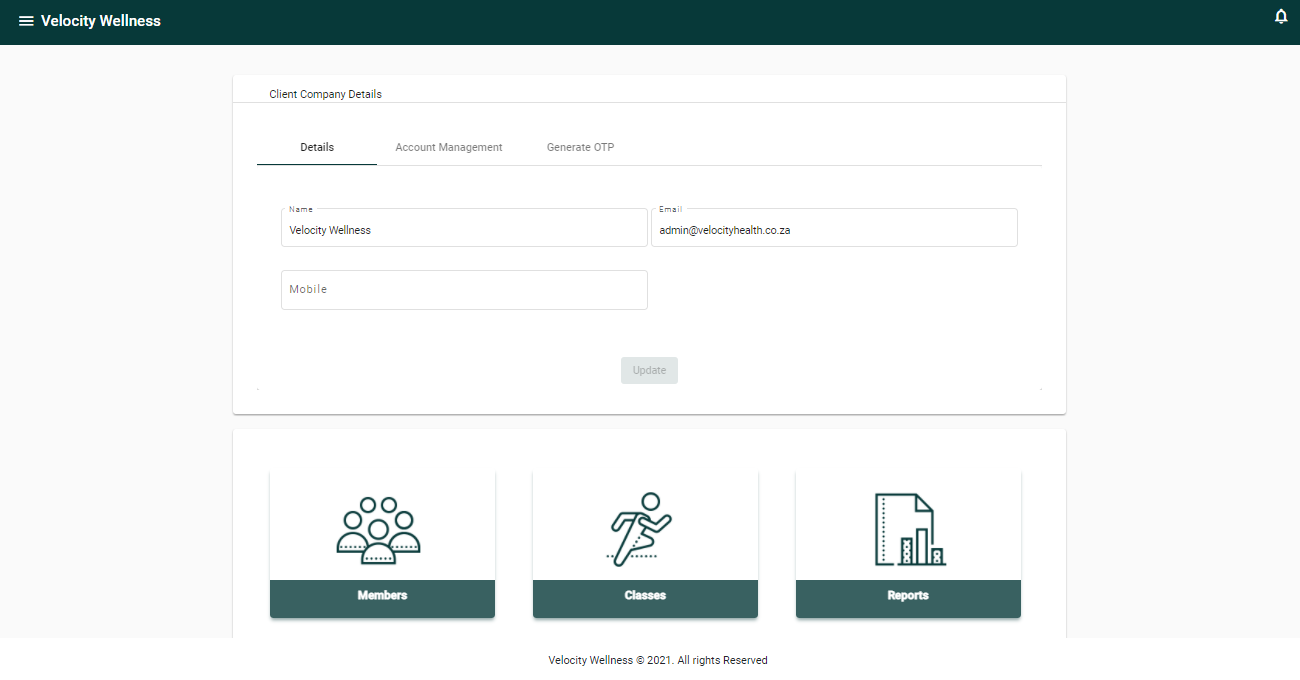 Velocity Wellness
Client Company Details
Details Account Management Generate OTP
Name Email
Velocity Wellness admin@velocityhealth.co.za
Mobile
Update
Members Classes Reports
Velocity Wellness © 2021. All rights Reserved